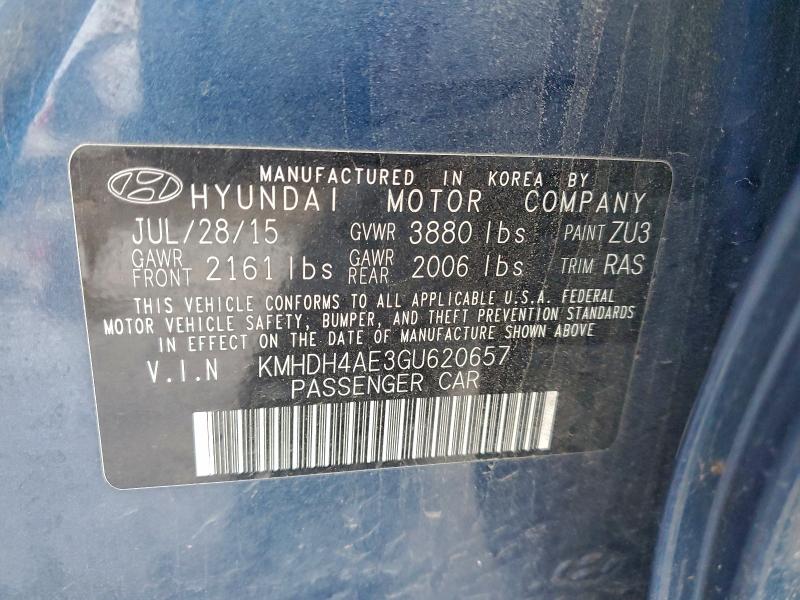 MANUFACTURED IN KOREA BY
HYUNDAI MOTOR COMPANY
JUL/28/15 GVWR 3880 lbs PAINT ZU3
GAWR FRONT 2161 lbs GAWR REAR 2006 lbs TRIM RAS
THIS VEHICLE CONFORMS TO ALL APPLICABLE U.S.A. FEDERAL
MOTOR VEHICLE SAFETY, BUMPER, AND THEFT PREVENTION STANDARDS
IN EFFECT ON THE DATE OF MANUFACTURE SHOWN ABOVE
V.I.N KMHDH4AE3GU620657
PASSENGER CAR